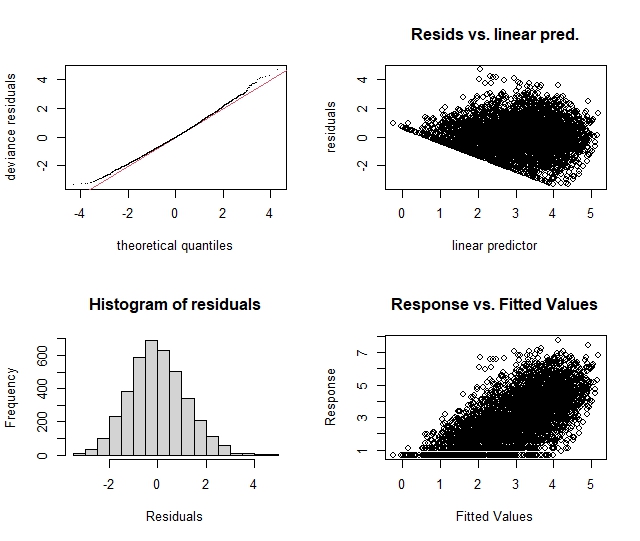 deviance residuals
-2 0 2 4
-4 -2 0 2 4
theoretical quantiles
Resids vs. linear pred.
residuals
-2 0 2 4
0 1 2 3 4 5
linear predictor
Histogram of residuals
Frequency
0 200 400 600
-2 0 2 4
Residuals
Response vs. Fitted Values
Response
1 3 5 7
0 1 2 3 4 5
Fitted Values